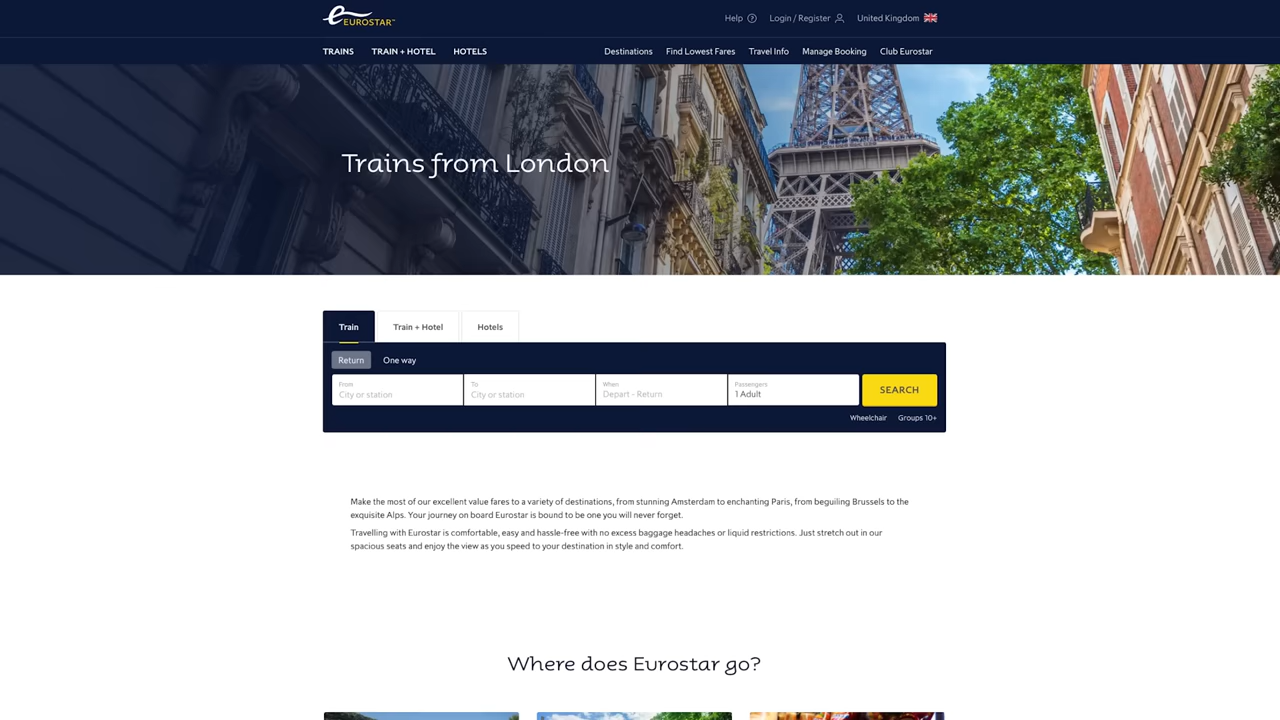 EUROSTAR™
Help
Login / Register
United Kingdom
TRAINS
TRAIN + HOTEL
HOTELS
Destinations
Find Lowest Fares
Travel Info
Manage Booking
Club Eurostar
Trains from London
Train
Train + Hotel
Hotels
Return
One way
From
City or station
To
City or station
When
Depart - Return
Passengers
1 Adult
SEARCH
Wheelchair
Groups 10+
Make the most of our excellent value fares to a variety of destinations, from stunning Amsterdam to enchanting Paris, from beguiling Brussels to the
exquisite Alps. Your journey on board Eurostar is bound to be one you will never forget.
Travelling with Eurostar is comfortable, easy and hassle-free with no excess baggage headaches or liquid restrictions. Just stretch out in our
spacious seats and enjoy the view as you speed to your destination in style and comfort.
Where does Eurostar go?